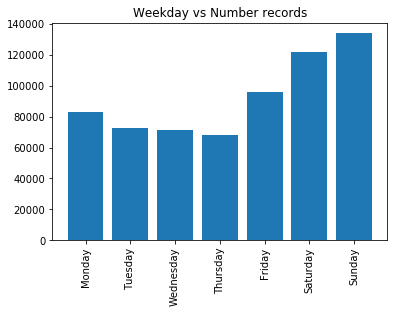 Weekday vs Number records
140000
120000
100000
80000
60000
40000
20000
0
Monday
Tuesday
Wednesday
Thursday
Friday
Saturday
Sunday